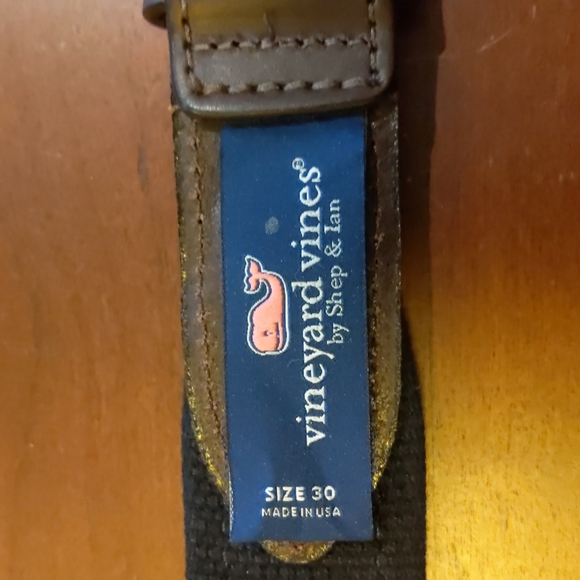 vineyard vines®
by Shep & Ian
SIZE 30
MADE IN USA